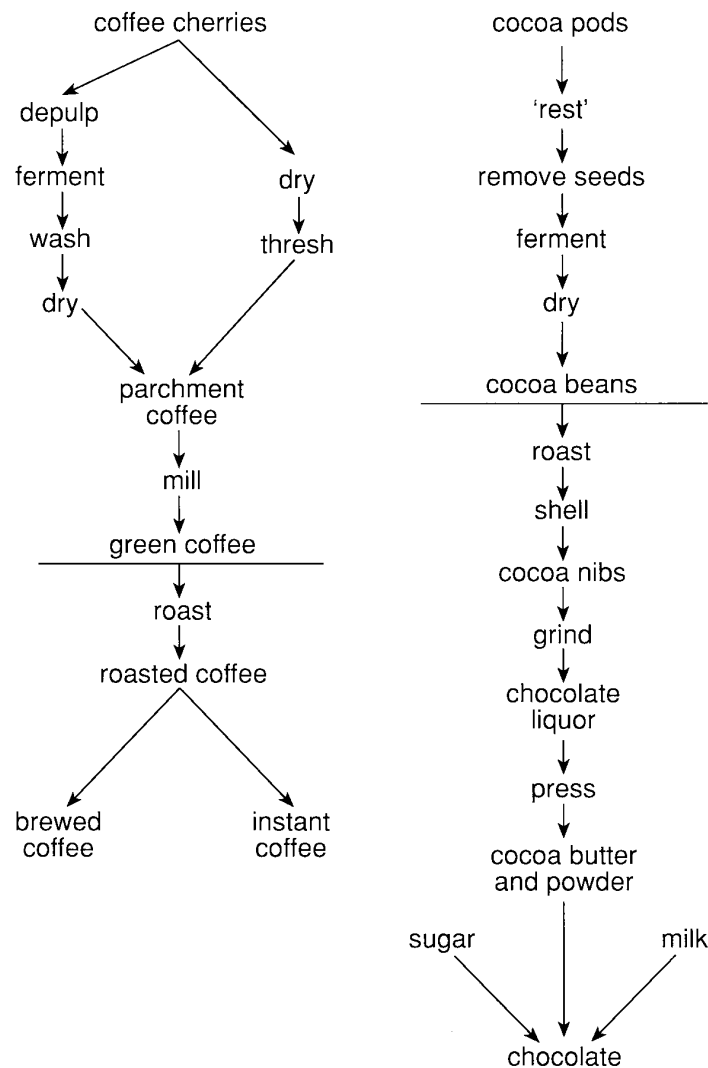 coffee cherries
depulp
ferment
wash
dry
dry
thresh
parchment
coffee
mill
green coffee
roast
roasted coffee
brewed
coffee
instant
coffee
cocoa pods
‘rest’
remove seeds
ferment
dry
cocoa beans
roast
shell
cocoa nibs
grind
chocolate
liquor
press
cocoa butter
and powder
sugar
milk
chocolate